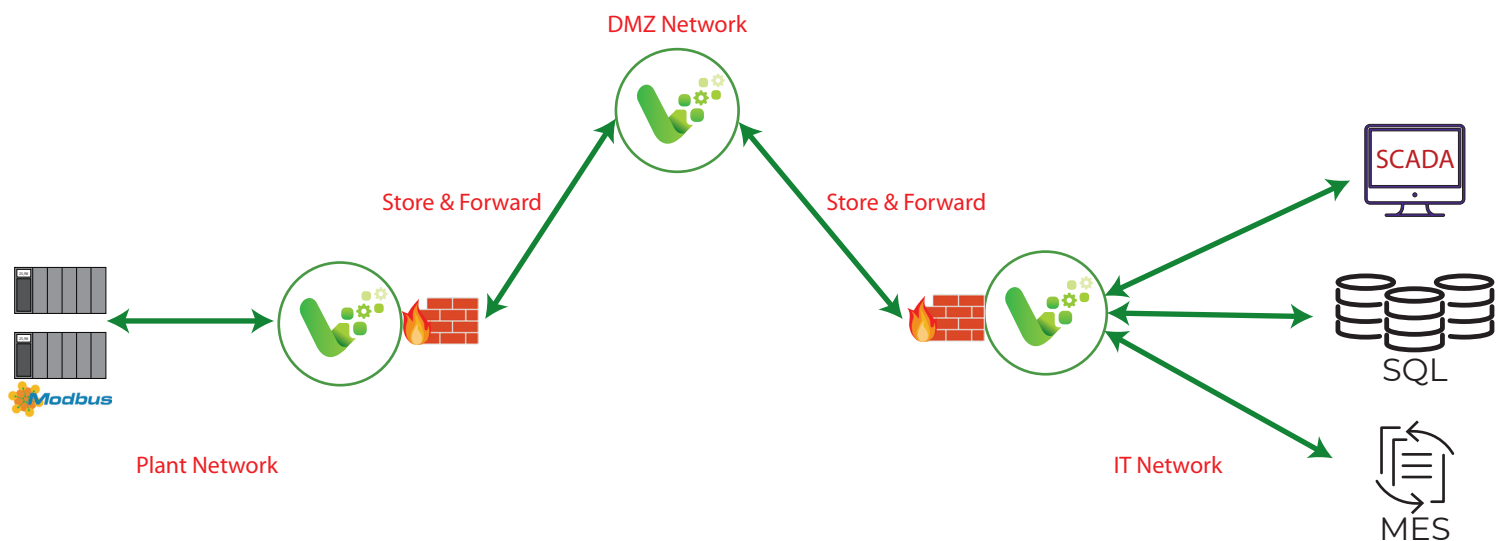 DMZ Network
SCADA
Store & Forward
Store & Forward
SQL
Modbus
Plant Network
IT Network
MES